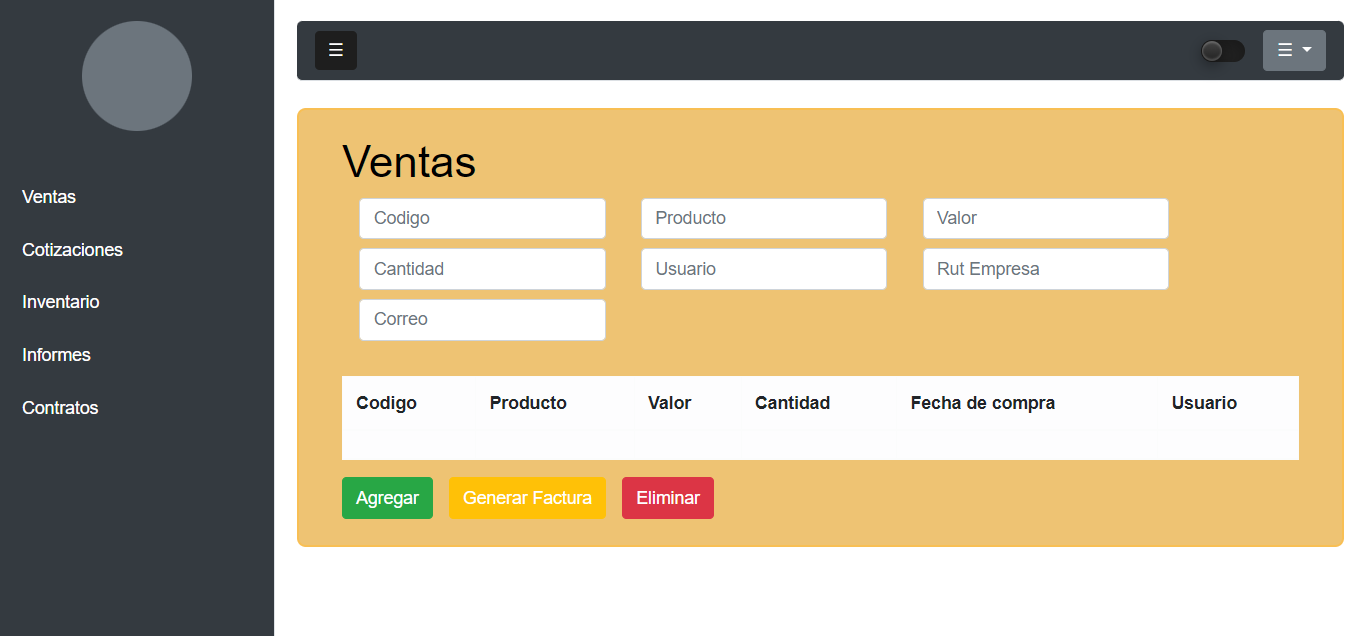 Ventas
Cotizaciones
Inventario
Informes
Contratos
Ventas
Codigo Producto Valor
Cantidad Usuario Rut Empresa
Correo
Codigo Producto Valor Cantidad Fecha de compra Usuario
Agregar Generar Factura Eliminar